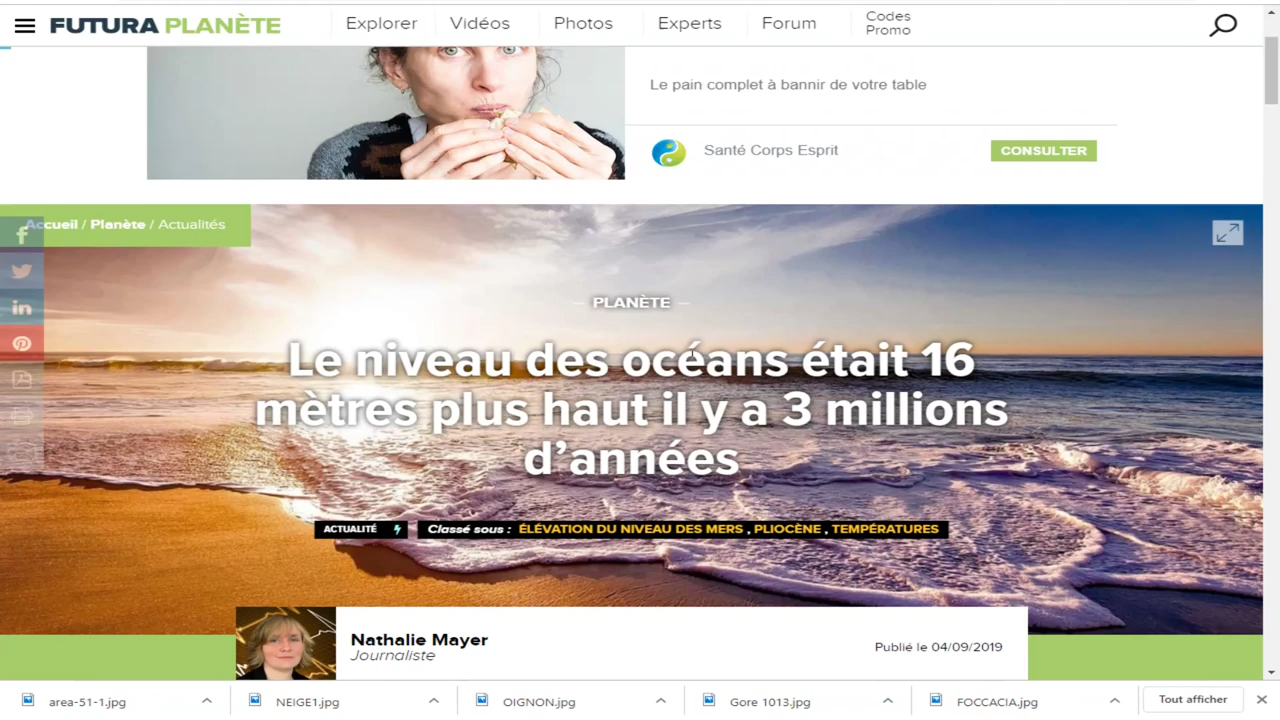 FUTURA PLANÈTE
Explorer
Vidéos
Photos
Experts
Forum
Codes
Promo
Le pain complet à bannir de votre table
Santé Corps Esprit
CONSULTER
Accueil / Planète / Actualités
PLANÈTE
Le niveau des océans était 16
mètres plus haut il y a 3 millions
d'années
ACTUALITÉ
Classé sous : ÉLÉVATION DU NIVEAU DES MERS , PLIOCÈNE , TEMPÉRATURES
Nathalie Mayer
Journaliste
Publié le 04/09/2019
area-51-1.jpg
NEIGE1.jpg
OIGNON.jpg
Gore 1013.jpg
FOCCACIA.jpg
Tout afficher